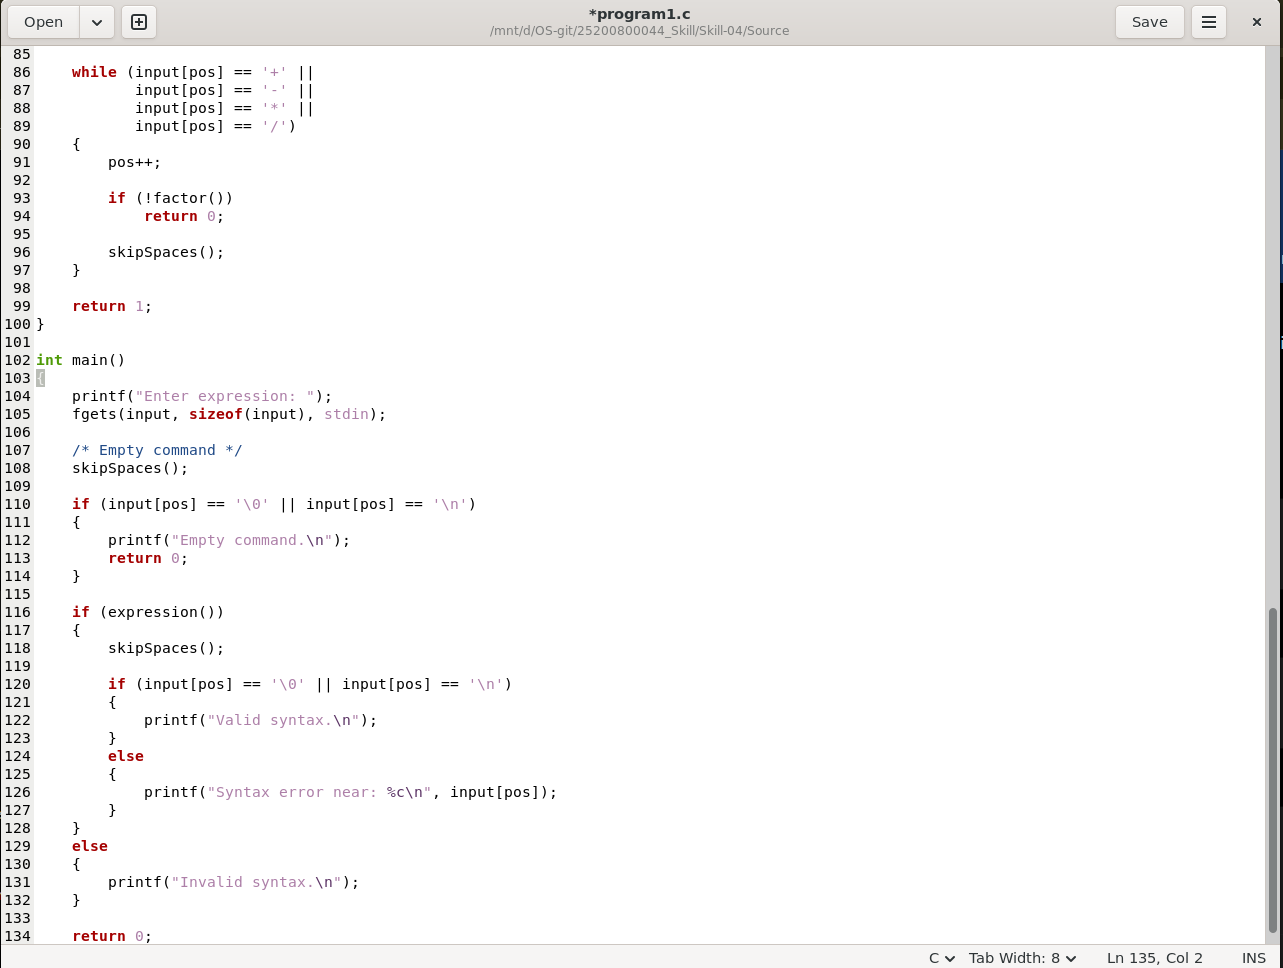 Open
*program1.c
/mnt/d/OS-git/25200800044_Skill/Skill-04/Source
Save
85
86     while (input[pos] == '+' ||
87            input[pos] == '-' ||
88            input[pos] == '*' ||
89            input[pos] == '/')
90     {
91         pos++;
92
93         if (!factor())
94             return 0;
95
96         skipSpaces();
97     }
98
99     return 1;
100 }
101
102 int main()
103 {
104     printf("Enter expression: ");
105     fgets(input, sizeof(input), stdin);
106
107     /* Empty command */
108     skipSpaces();
109
110     if (input[pos] == '\0' || input[pos] == '\n')
111     {
112         printf("Empty command.\n");
113         return 0;
114     }
115
116     if (expression())
117     {
118         skipSpaces();
119
120         if (input[pos] == '\0' || input[pos] == '\n')
121         {
122             printf("Valid syntax.\n");
123         }
124         else
125         {
126             printf("Syntax error near: %c\n", input[pos]);
127         }
128     }
129     else
130     {
131         printf("Invalid syntax.\n");
132     }
133
134     return 0;
C Tab Width: 8 Ln 135, Col 2 INS